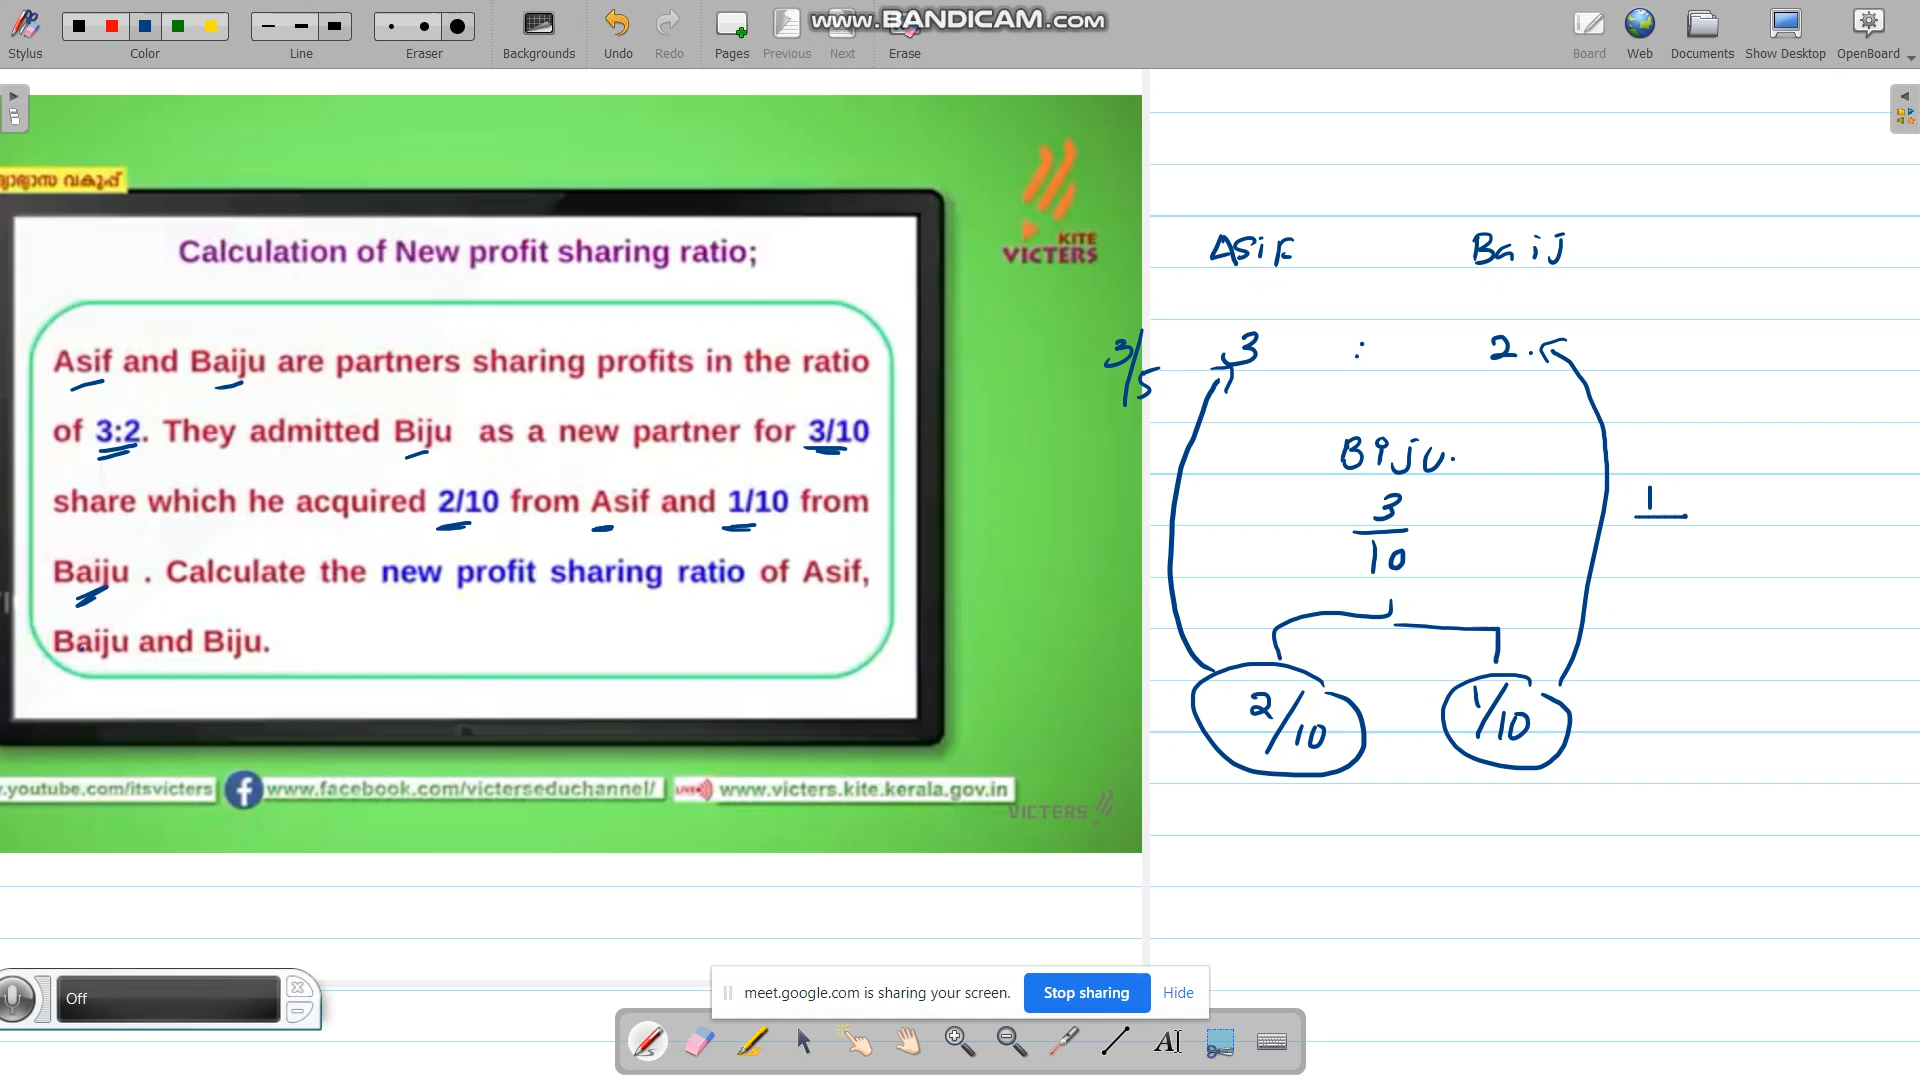 www.BANDICAM.com
Stylus
Color
Line
Eraser
Backgrounds
Undo
Redo
Pages
Previous
Next
Erase
Board
Web
Documents
Show Desktop
OpenBoard
KITE
VICTERS
Calculation of New profit sharing ratio;
Asif and Baiju are partners sharing profits in the ratio
of 3:2. They admitted Biju as a new partner for 3/10
share which he acquired 2/10 from Asif and 1/10 from
Baiju . Calculate the new profit sharing ratio of Asif,
Baiju and Biju.
.youtube.com/itsvicters
www.facebook.com/victerseduchannel/
LIVE
www.victers.kite.kerala.gov.in
VICTERS
Asif Baij
3/5 3 : 2.
Biju.
3
10
1
2/10 1/10
Off
meet.google.com is sharing your screen.
Stop sharing
Hide